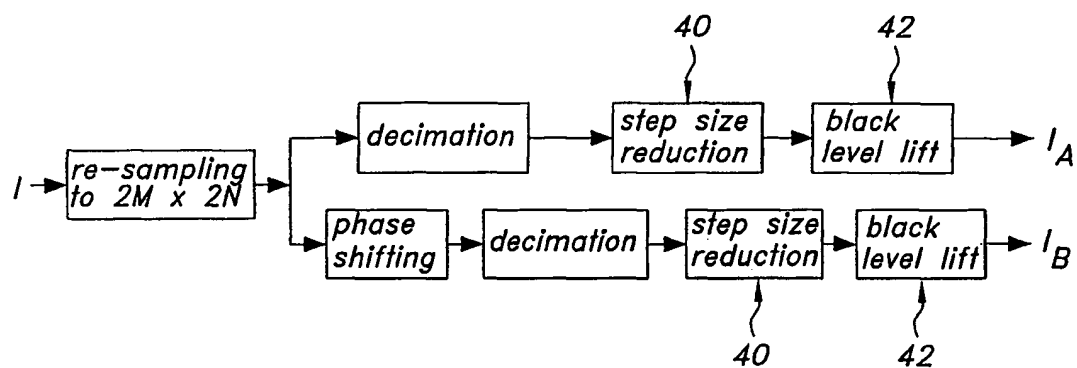 40
42
decimation
step size
reduction
black
level lift
I_A
I
re-sampling
to 2M x 2N
phase
shifting
decimation
step size
reduction
black
level lift
I_B
40
42